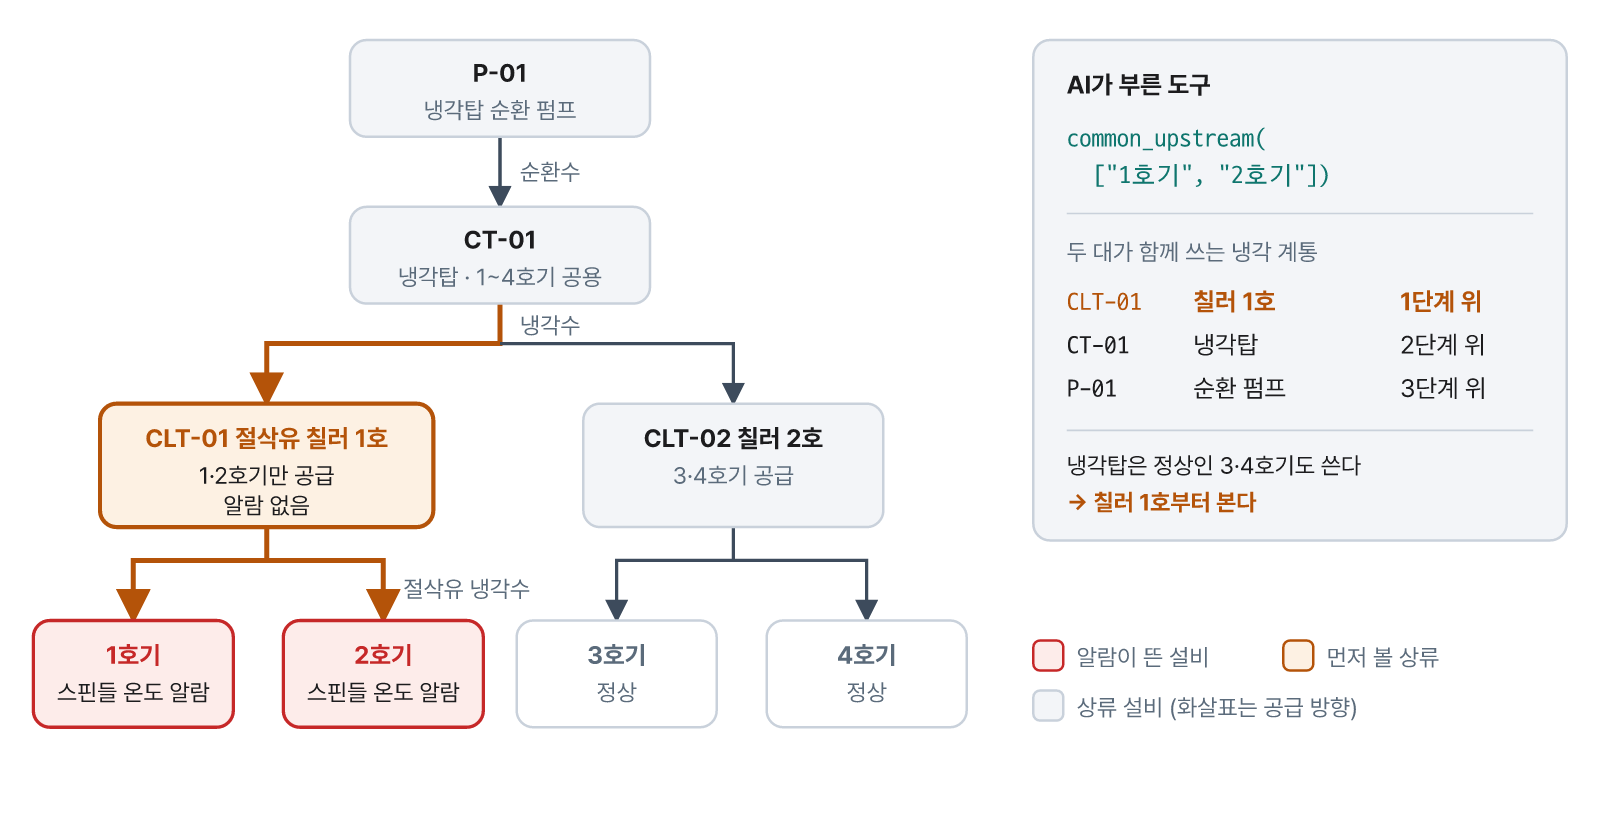 P-01
냉각탑 순환 펌프
순환수
CT-01
냉각탑 · 1~4호기 공용
냉각수
CLT-01 절삭유 칠러 1호
1·2호기만 공급
알람 없음
CLT-02 칠러 2호
3·4호기 공급
절삭유 냉각수
1호기
스핀들 온도 알람
2호기
스핀들 온도 알람
3호기
정상
4호기
정상
AI가 부른 도구
common_upstream(
["1호기", "2호기"])
두 대가 함께 쓰는 냉각 계통
CLT-01 칠러 1호 1단계 위
CT-01 냉각탑 2단계 위
P-01 순환 펌프 3단계 위
냉각탑은 정상인 3·4호기도 쓴다
→ 칠러 1호부터 본다
알람이 뜬 설비
먼저 볼 상류
상류 설비 (화살표는 공급 방향)